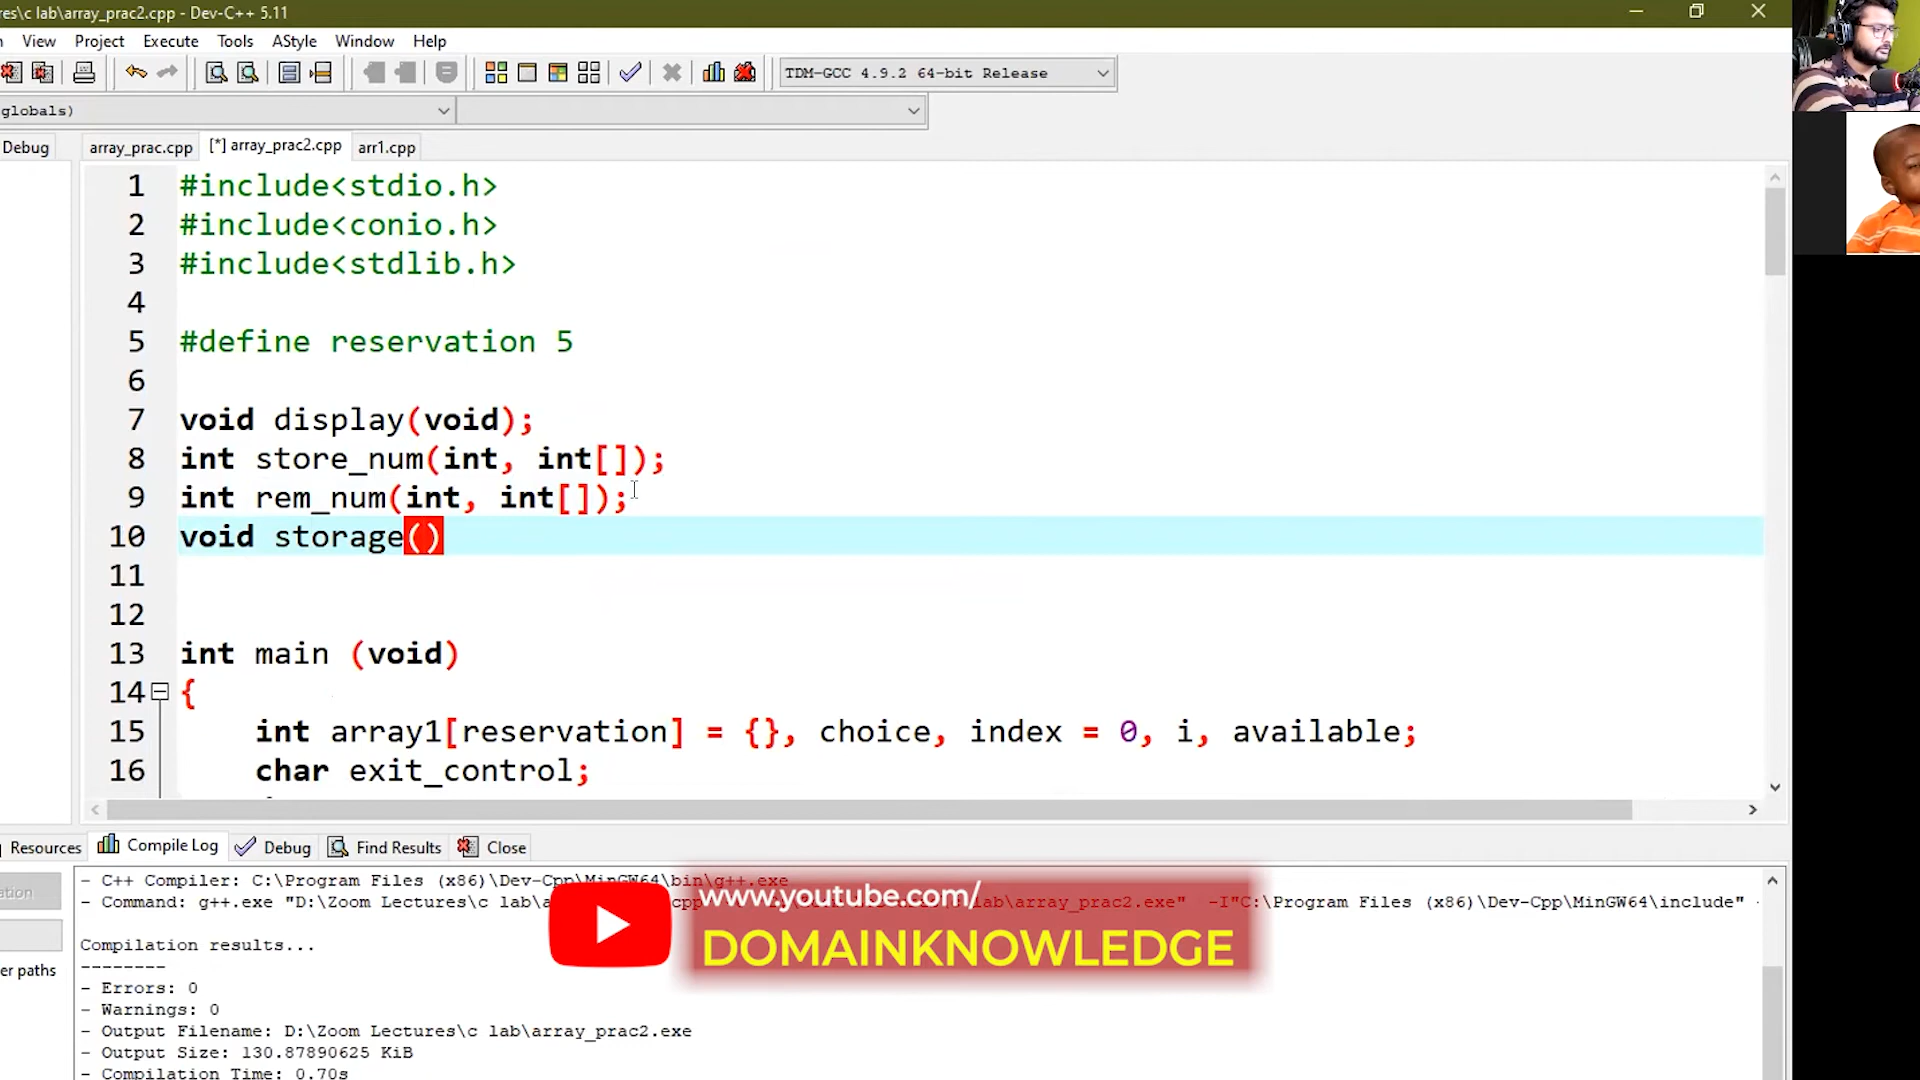 res\c lab\array_prac2.cpp - Dev-C++ 5.11
View Project Execute Tools AStyle Window Help
TDM-GCC 4.9.2 64-bit Release
globals)
Debug array_prac.cpp [*] array_prac2.cpp arr1.cpp
1 #include<stdio.h>
2 #include<conio.h>
3 #include<stdlib.h>
4
5 #define reservation 5
6
7 void display(void);
8 int store_num(int, int[]);
9 int rem_num(int, int[]);
10 void storage()
11
12
13 int main (void)
14 {
15 int array1[reservation] = {}, choice, index = 0, i, available;
16 char exit_control;
Resources Compile Log Debug Find Results Close
- C++ Compiler: C:\Program Files (x86)\Dev-Cpp\MinGW64\bin\g++.exe
- Command: g++.exe "D:\Zoom Lectures\c lab\a cpp lab\array_prac2.exe" -I"C:\Program Files (x86)\Dev-Cpp\MinGW64\include" -
Compilation results...
--------
- Errors: 0
- Warnings: 0
- Output Filename: D:\Zoom Lectures\c lab\array_prac2.exe
- Output Size: 130.87890625 KiB
- Compilation Time: 0.70s
ation
er paths
www.youtube.com/
DOMAINKNOWLEDGE